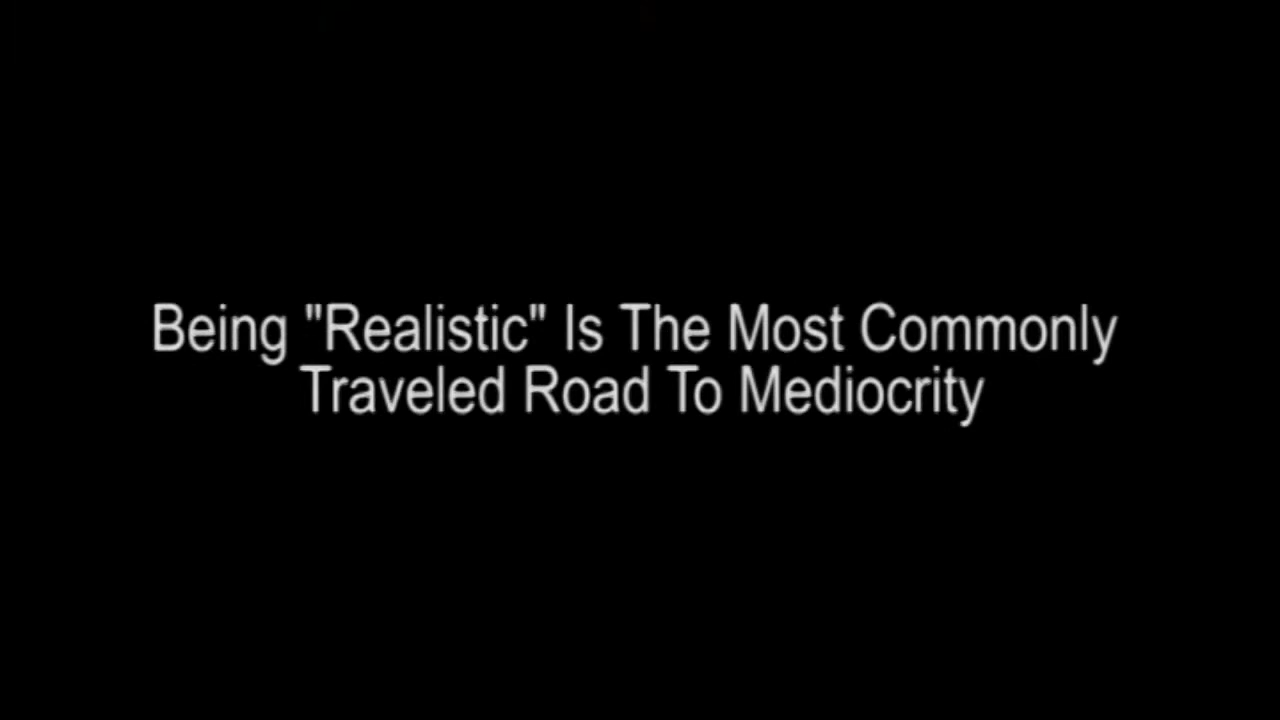 Being "Realistic" Is The Most Commonly
Traveled Road To Mediocrity